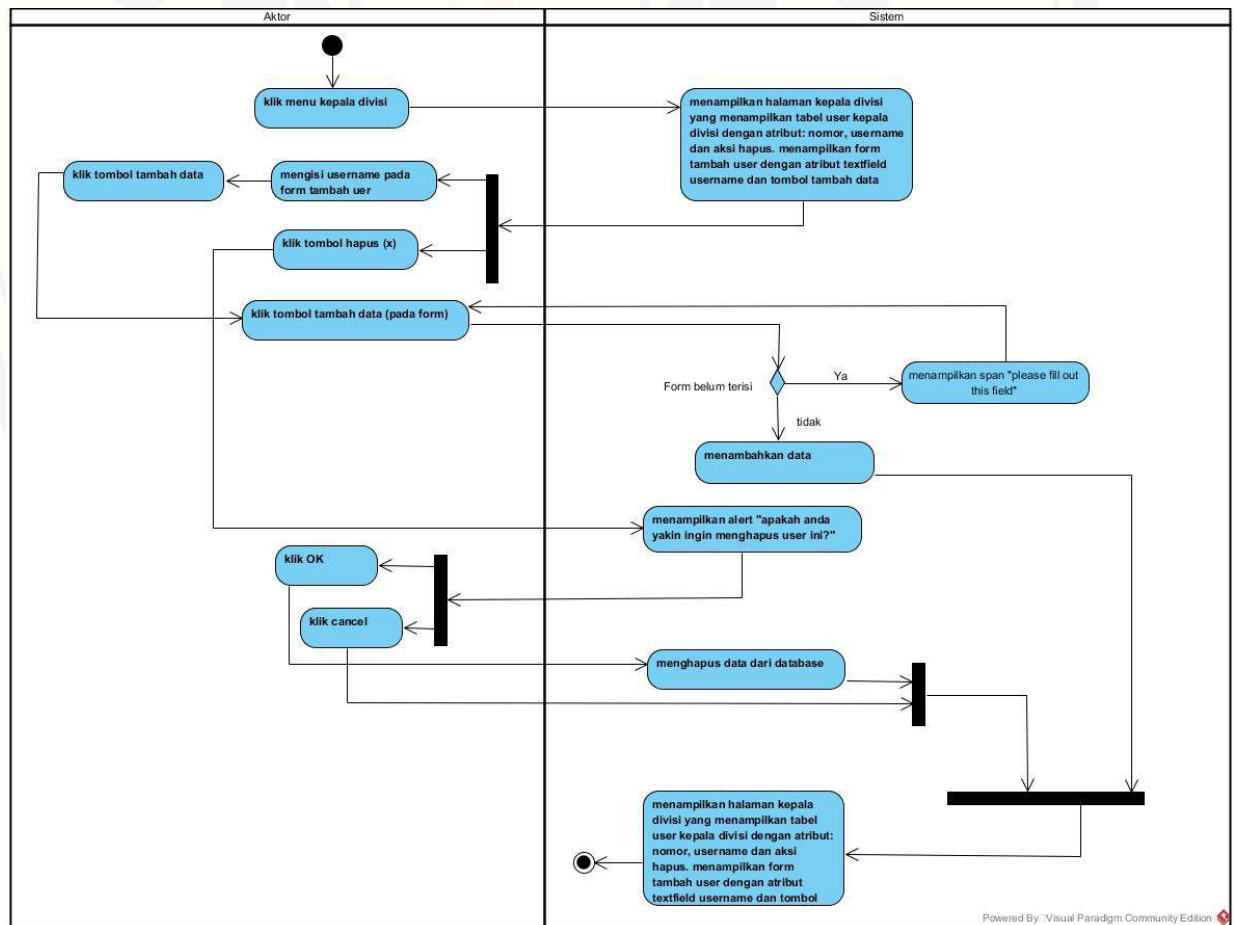 Aktor
Sistem
klik menu kepala divisi
menampilkan halaman kepala divisi
yang menampilkan tabel user kepala
divisi dengan atribut: nomor, username
dan aksi hapus. menampilkan form
tambah user dengan atribut textfield
username dan tombol tambah data
klik tombol tambah data
mengisi username pada
form tambah uer
klik tombol hapus (x)
klik tombol tambah data (pada form)
Form belum terisi
Ya
menampilkan span "please fill out
this field"
tidak
menambahkan data
menampilkan alert "apakah anda
yakin ingin menghapus user ini?"
klik OK
klik cancel
menghapus data dari database
menampilkan halaman kepala
divisi yang menampilkan tabel
user kepala divisi dengan atribut:
nomor, username dan aksi
hapus. menampilkan form
tambah user dengan atribut
textfield username dan tombol
Powered By Visual Paradigm Community Edition